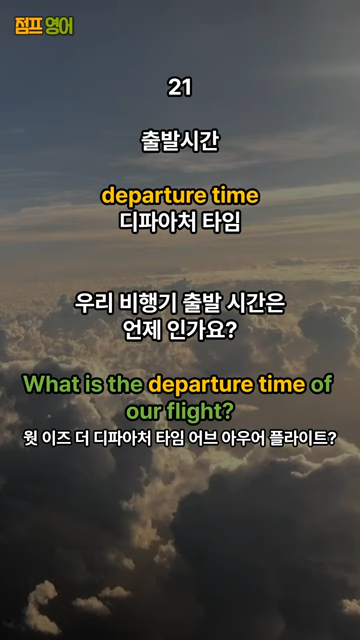 점프 영어
21
출발시간
departure time
디파아처 타임
우리 비행기 출발 시간은
언제 인가요?
What is the departure time of
our flight?
웟 이즈 더 디파아처 타임 어브 아우어 플라이트?